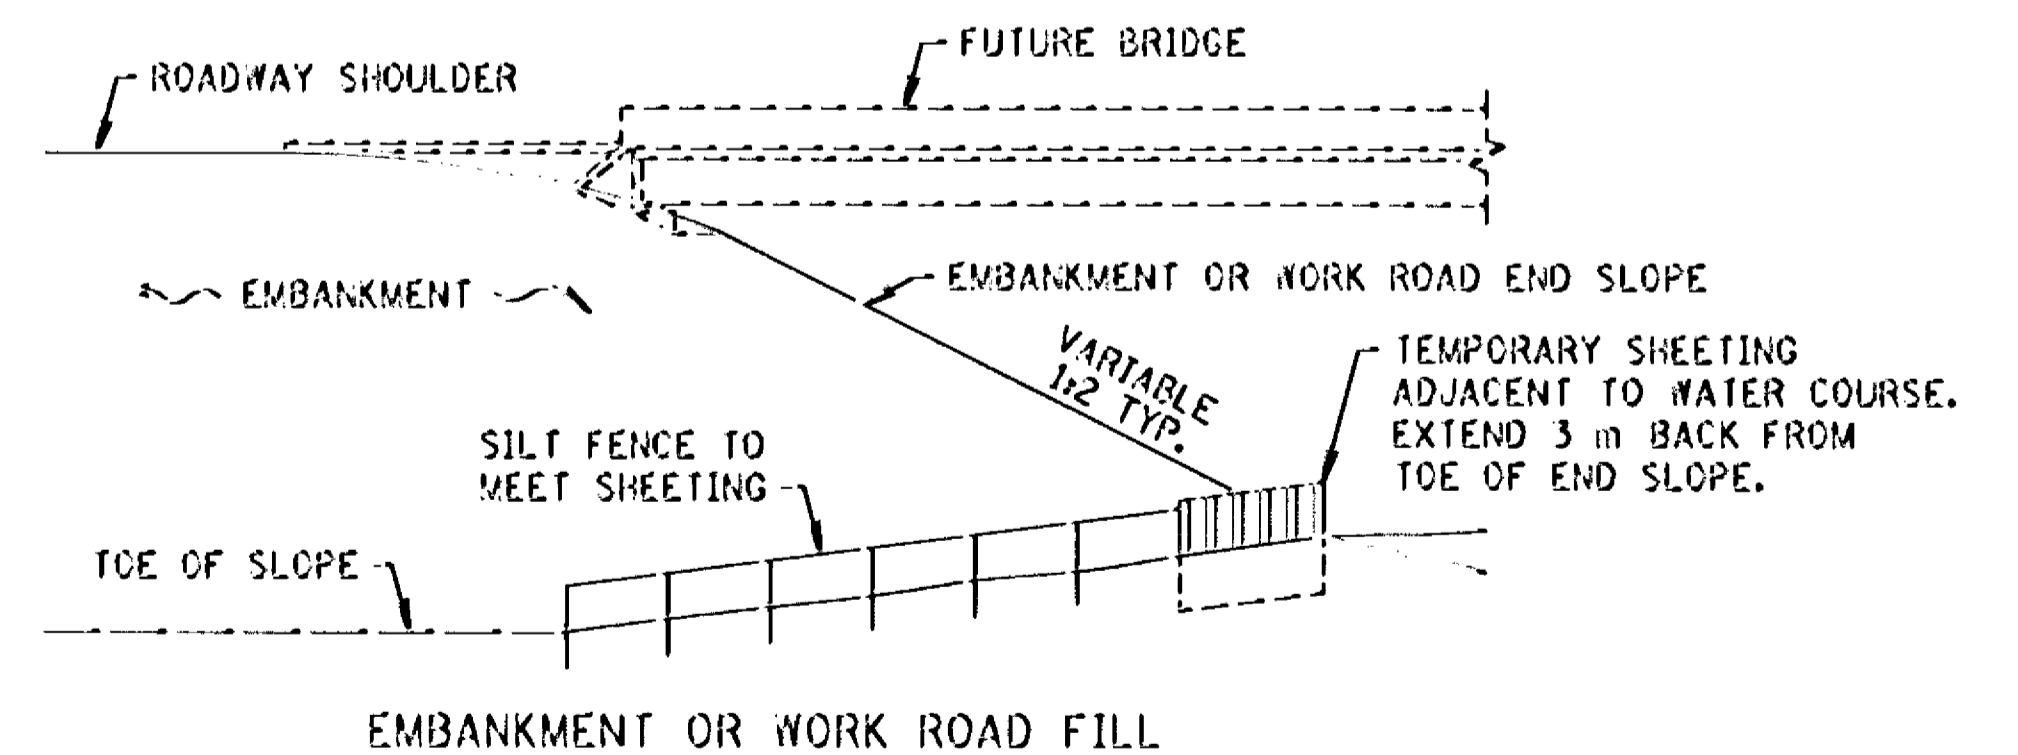 FUTURE BRIDGE
ROADWAY SHOULDER
EMBANKMENT OR WORK ROAD END SLOPE
EMBANKMENT
VARIABLE
1:2 TYP.
TEMPORARY SHEETING
ADJACENT TO WATER COURSE.
EXTEND 3 m BACK FROM
TOE OF END SLOPE.
SILT FENCE TO
MEET SHEETING
TOE OF SLOPE
EMBANKMENT OR WORK ROAD FILL